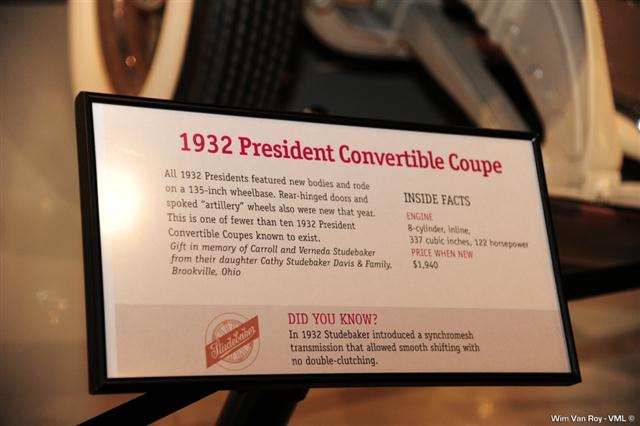 1932 President Convertible Coupe
All 1932 Presidents featured new bodies and rode
on a 135-inch wheelbase. Rear-hinged doors and
spoked "artillery" wheels also were new that year.
This is one of fewer than ten 1932 President
Convertible Coupes known to exist.
Gift in memory of Carroll and Verneda Studebaker
from their daughter Cathy Studebaker Davis & Family,
Brookville, Ohio
INSIDE FACTS
ENGINE
8-cylinder, inline,
337 cubic inches, 122 horsepower
PRICE WHEN NEW
$1,940
Studebaker
DID YOU KNOW?
In 1932 Studebaker introduced a synchromesh
transmission that allowed smooth shifting with
no double-clutching.
Wim Van Roy - VML ©